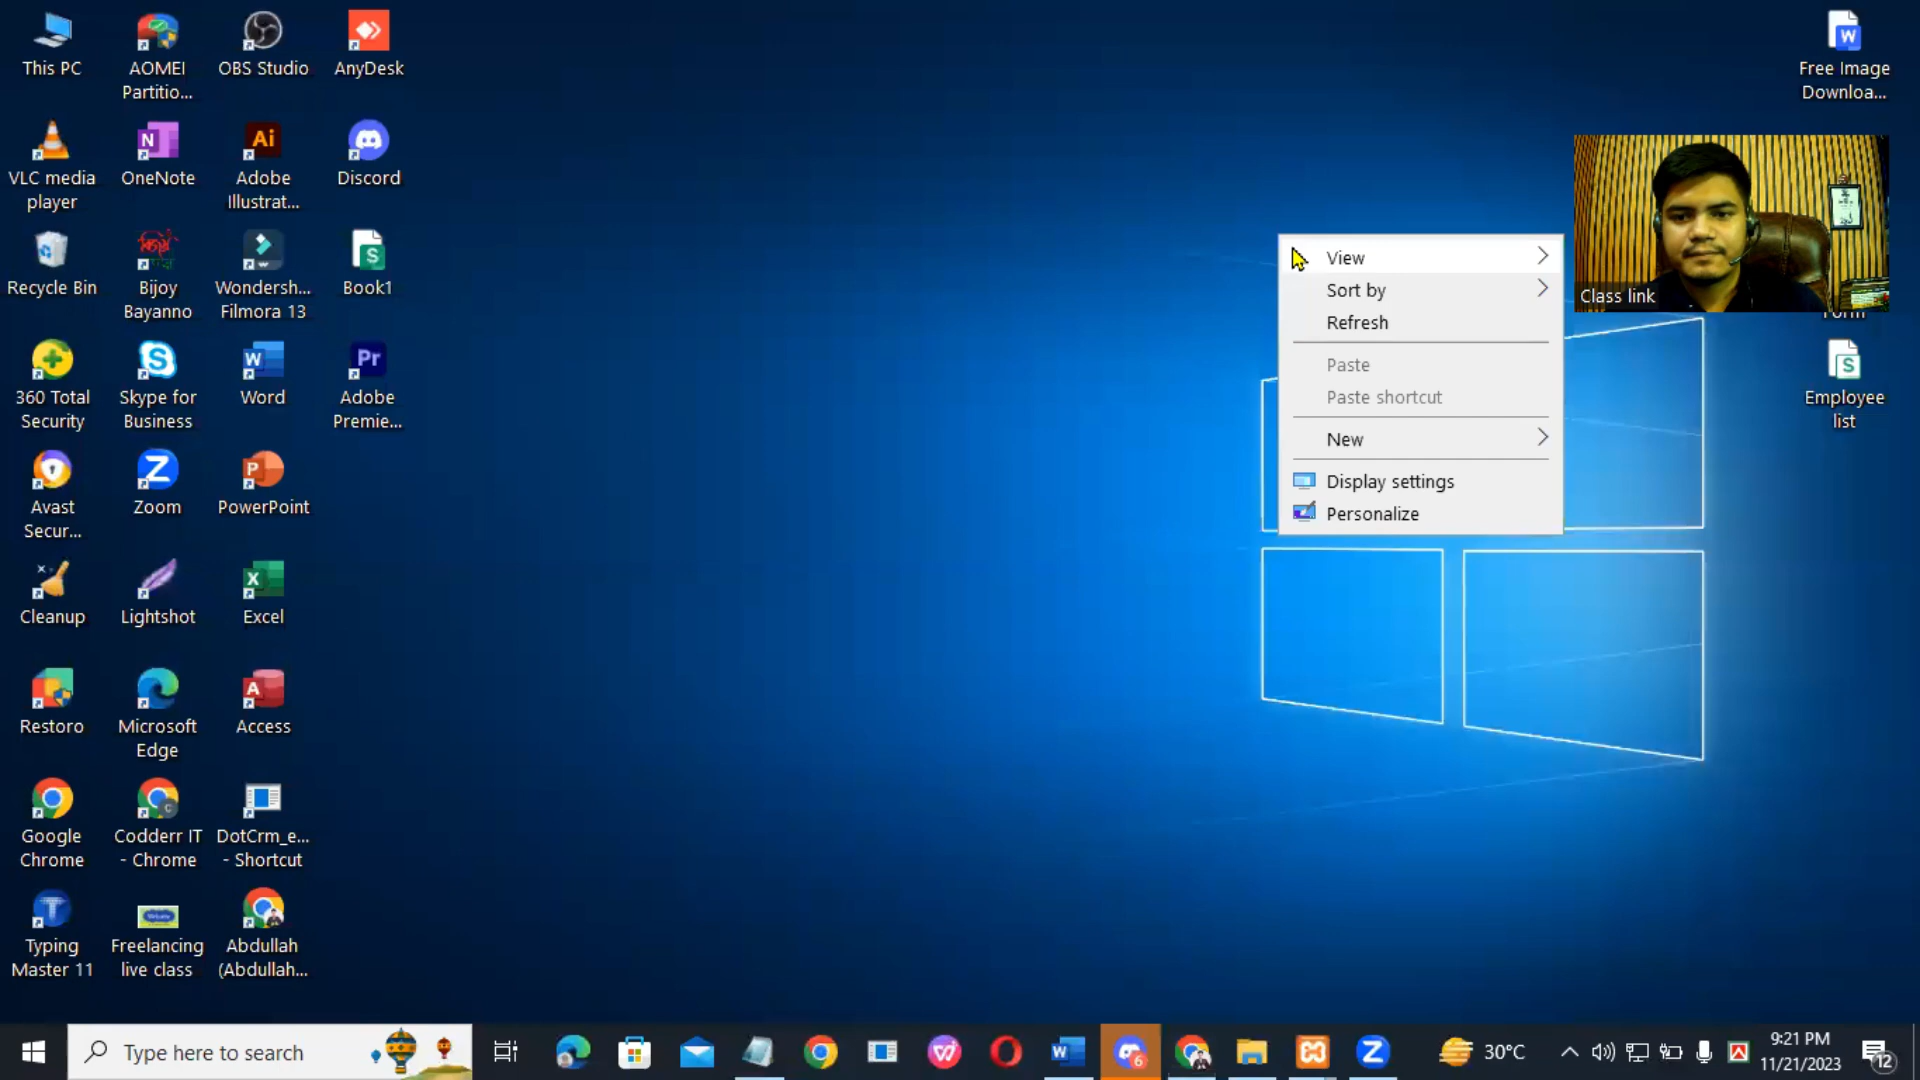 This PC
AOMEI
Partitio...
OBS Studio
AnyDesk
VLC media
player
OneNote
Adobe
Illustrat...
Discord
Recycle Bin
Bijoy
Bayanno
Wondersh...
Filmora 13
Book1
360 Total
Security
Skype for
Business
Word
Adobe
Premie...
Avast
Secur...
Zoom
PowerPoint
Cleanup
Lightshot
Excel
Restoro
Microsoft
Edge
Access
Google
Chrome
Codderr IT
- Chrome
DotCrm_e...
- Shortcut
Typing
Master 11
Freelancing
live class
Abdullah
(Abdullah...
View
Sort by
Refresh
Paste
Paste shortcut
New
Display settings
Personalize
Free Image
Downloa...
Class link
Form
Employee
list
Type here to search
6
30°C
9:21 PM
11/21/2023
12